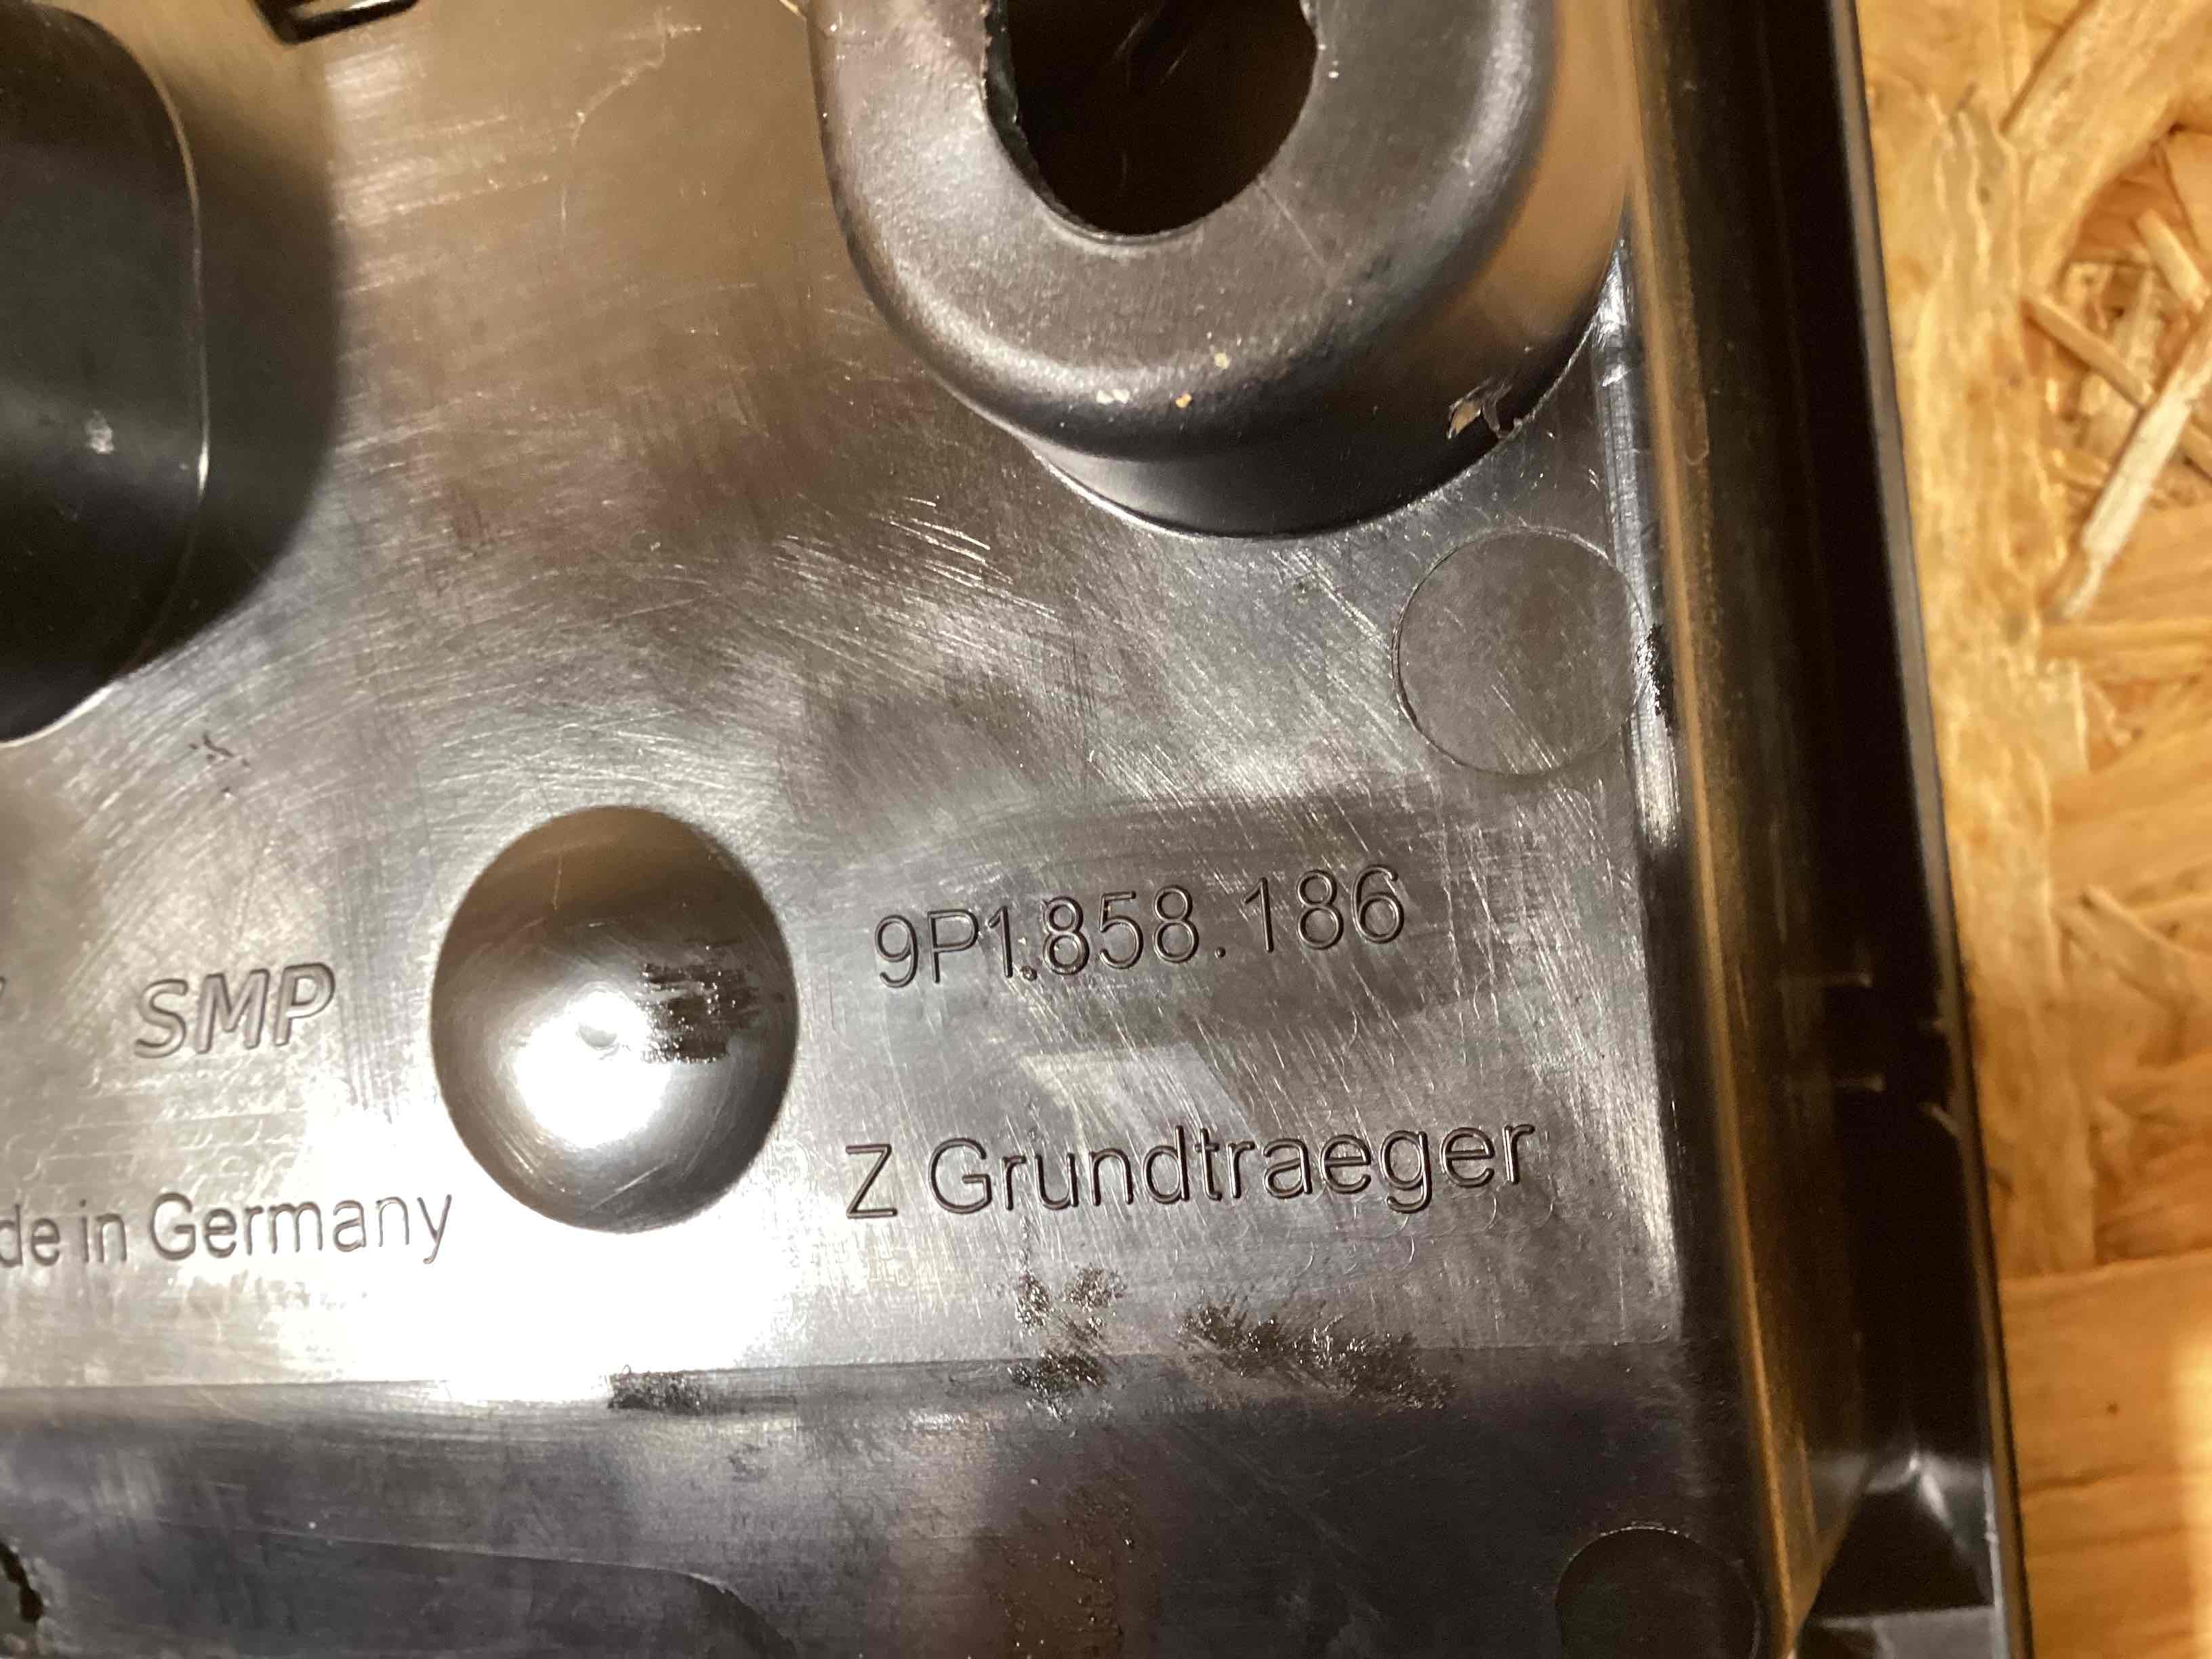 9P1.858.186
SMP
Z Grundtraeger
de in Germany